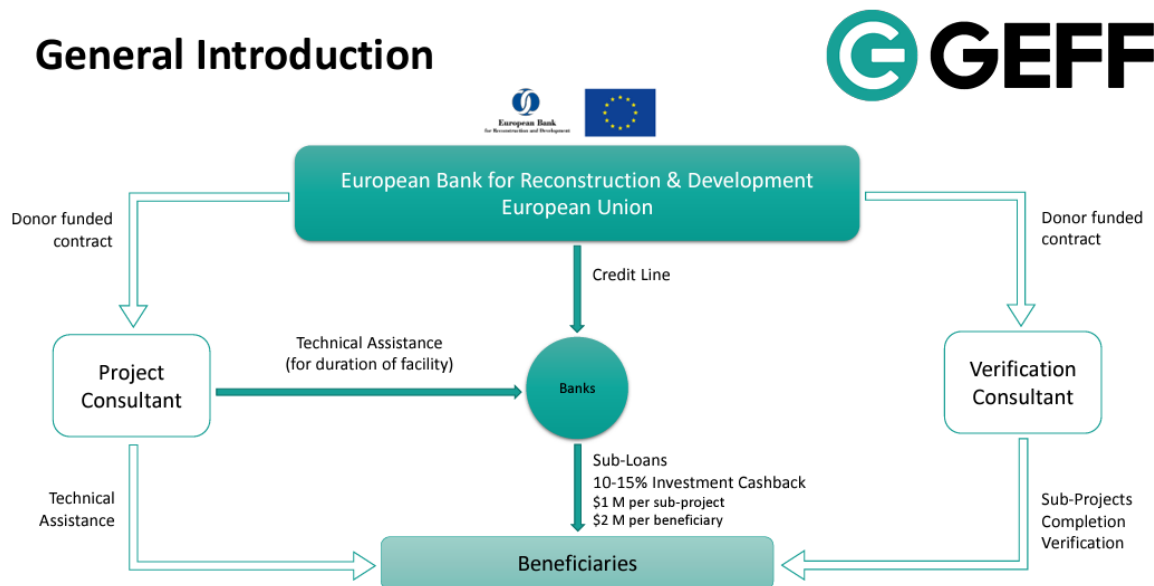 General Introduction
GEFF
European Bank
for Reconstruction and Development
European Bank for Reconstruction & Development
European Union
Donor funded
contract
Donor funded
contract
Credit Line
Technical Assistance
(for duration of facility)
Project
Consultant
Banks
Verification
Consultant
Sub-Loans
10-15% Investment Cashback
$1 M per sub-project
$2 M per beneficiary
Technical
Assistance
Sub-Projects
Completion
Verification
Beneficiaries